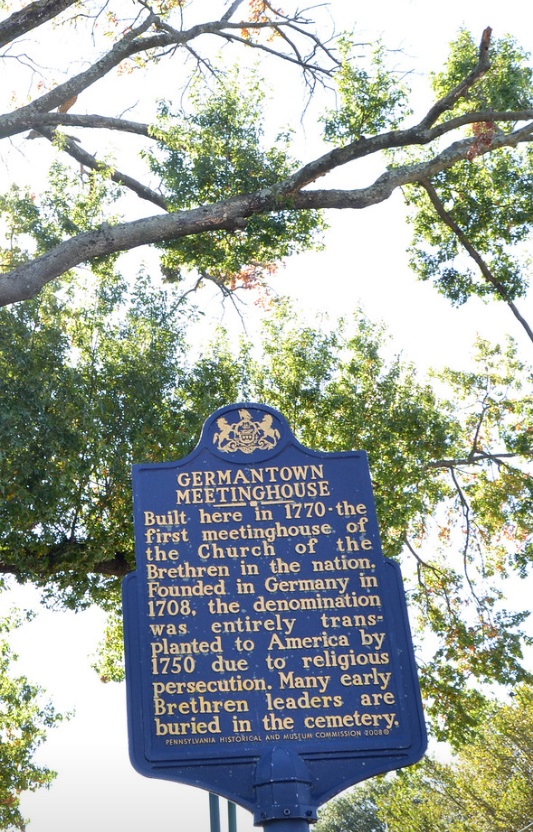 GERMANTOWN
MEETINGHOUSE
Built here in 1770-the
first meetinghouse of
the Church of the
Brethren in the nation.
Founded in Germany in
1708, the denomination
was entirely trans-
planted to America by
1750 due to religious
persecution. Many early
Brethren leaders are
buried in the cemetery.
PENNSYLVANIA HISTORICAL AND MUSEUM COMMISSION 2008 ©